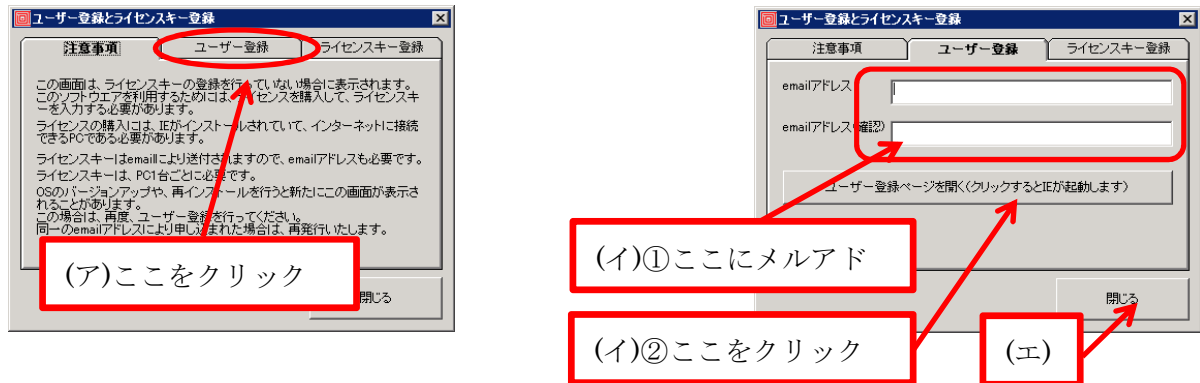 ユーザー登録とライセンスキー登録
注意事項
ユーザー登録
ライセンスキー登録
この画面は、ライセンスキーの登録を行っていない場合に表示されます。
このソフトウエアを利用するためには、ライセンスを購入して、ライセンスキ
ーを入力する必要があります。
ライセンスの購入には、IEがインストールされていて、インターネットに接続
できるPCである必要があります。
ライセンスキーはemailにより送付されますので、emailアドレスも必要です。
ライセンスキーは、PC1台ごとに必要です。
OSのバージョンアップや、再インストールを行うと新たにこの画面が表示さ
れることがあります。
この場合は、再度、ユーザー登録を行ってください。
同一のemailアドレスにより申し込まれた場合は、再発行いたします。
(ア)ここをクリック
閉じる
ユーザー登録とライセンスキー登録
注意事項
ユーザー登録
ライセンスキー登録
emailアドレス
emailアドレス(確認)
ユーザー登録ページを開く(クリックするとIEが起動します)
(イ)①ここにメルアド
閉じる
(イ)②ここをクリック
(エ)